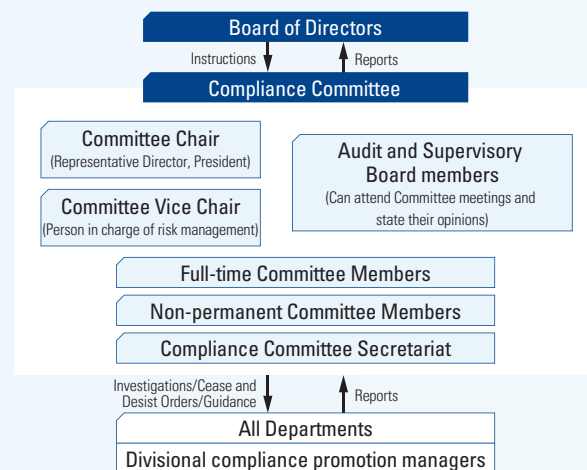 Board of Directors
Instructions
Reports
Compliance Committee
Committee Chair
(Representative Director, President)
Committee Vice Chair
(Person in charge of risk management)
Audit and Supervisory
Board members
(Can attend Committee meetings and
state their opinions)
Full-time Committee Members
Non-permanent Committee Members
Compliance Committee Secretariat
Investigations/Cease and
Desist Orders/Guidance
Reports
All Departments
Divisional compliance promotion managers